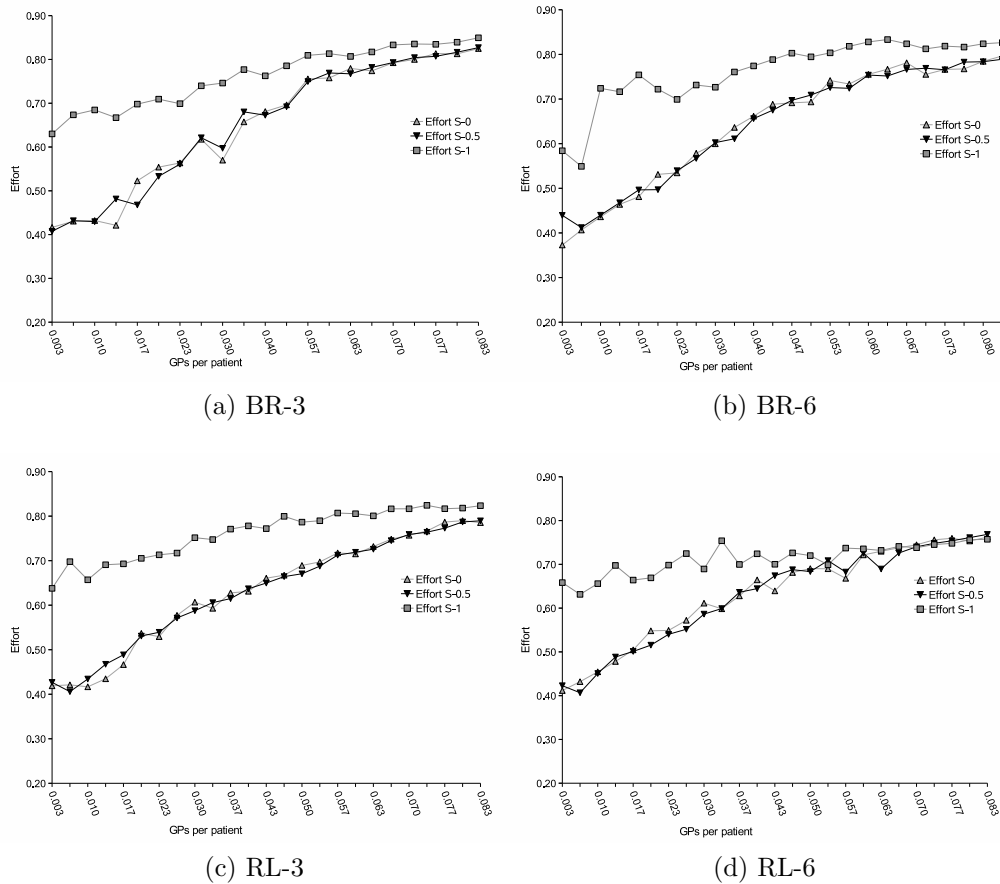 0.90
0.80
0.70
0.60
0.50
0.40
0.30
0.20
Effort
Effort S-0
Effort S-0.5
Effort S-1
0.003 0.010 0.017 0.023 0.030 0.040 0.057 0.063 0.070 0.077 0.083
GPs per patient
(a) BR-3
0.90
0.80
0.70
0.60
0.50
0.40
0.30
0.20
Effort
Effort S-0
Effort S-0.5
Effort S-1
0.003 0.010 0.017 0.023 0.030 0.040 0.047 0.053 0.060 0.067 0.073 0.080
GPs per patient
(b) BR-6
0.90
0.80
0.70
0.60
0.50
0.40
0.30
0.20
Effort
Effort S-0
Effort S-0.5
Effort S-1
0.003 0.010 0.017 0.023 0.030 0.037 0.043 0.050 0.057 0.063 0.070 0.077 0.083
GPs per patient
(c) RL-3
0.90
0.80
0.70
0.60
0.50
0.40
0.30
0.20
Effort
Effort S-0
Effort S-0.5
Effort S-1
0.003 0.010 0.017 0.023 0.030 0.037 0.043 0.050 0.057 0.063 0.070 0.077 0.083
GPs per patient
(d) RL-6